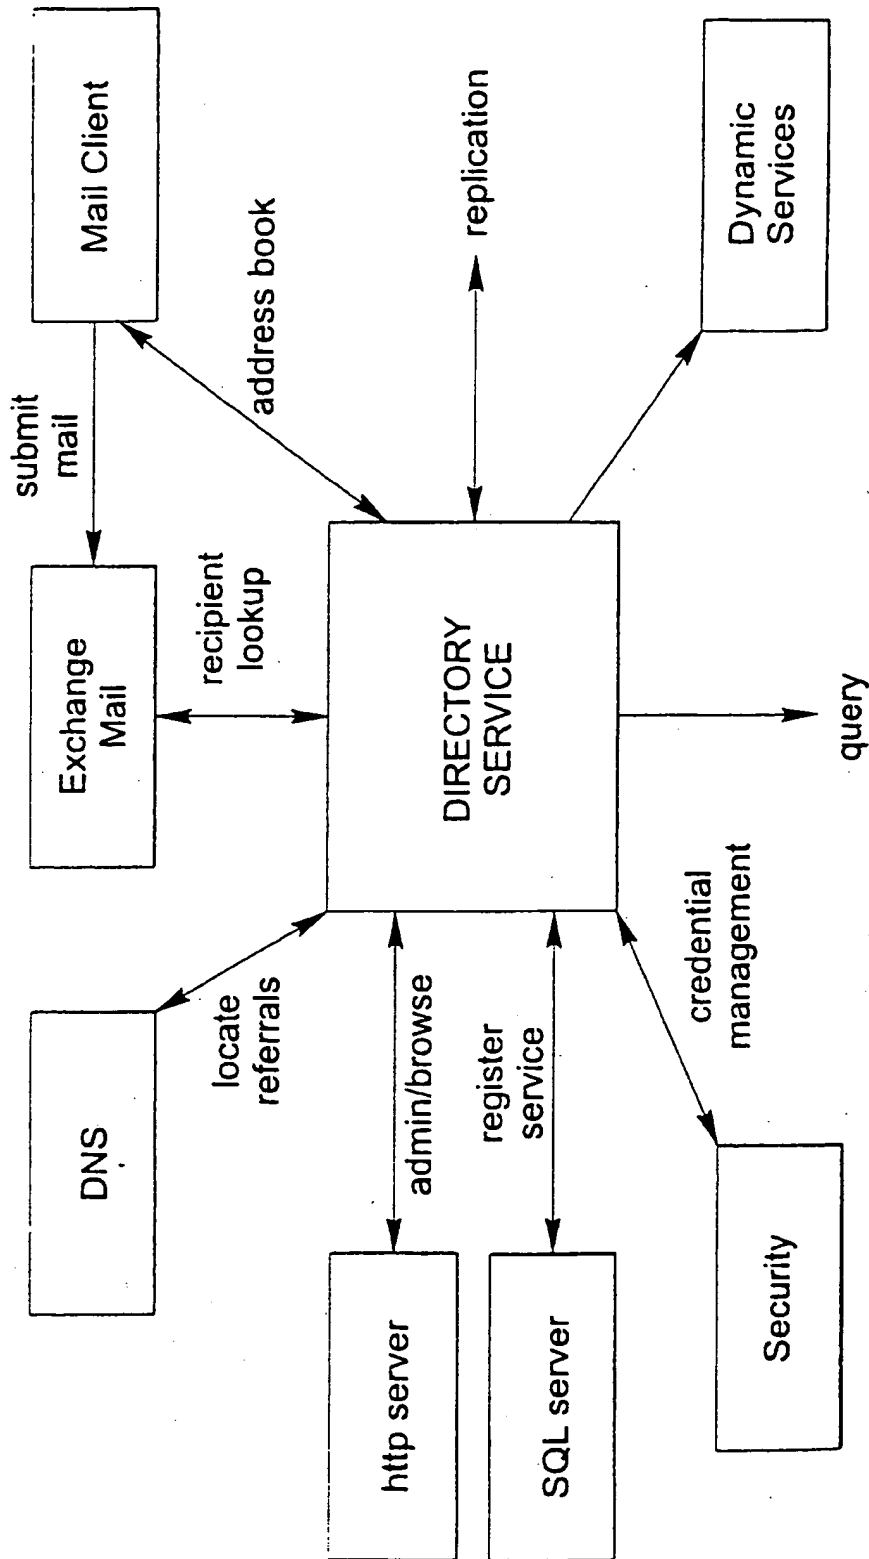 DNS
Exchange
Mail
Mail Client
submit
mail
locate
referrals
recipient
lookup
address book
http server
admin/browse
DIRECTORY
SERVICE
replication
SQL server
register
service
Security
credential
management
query
Dynamic
Services